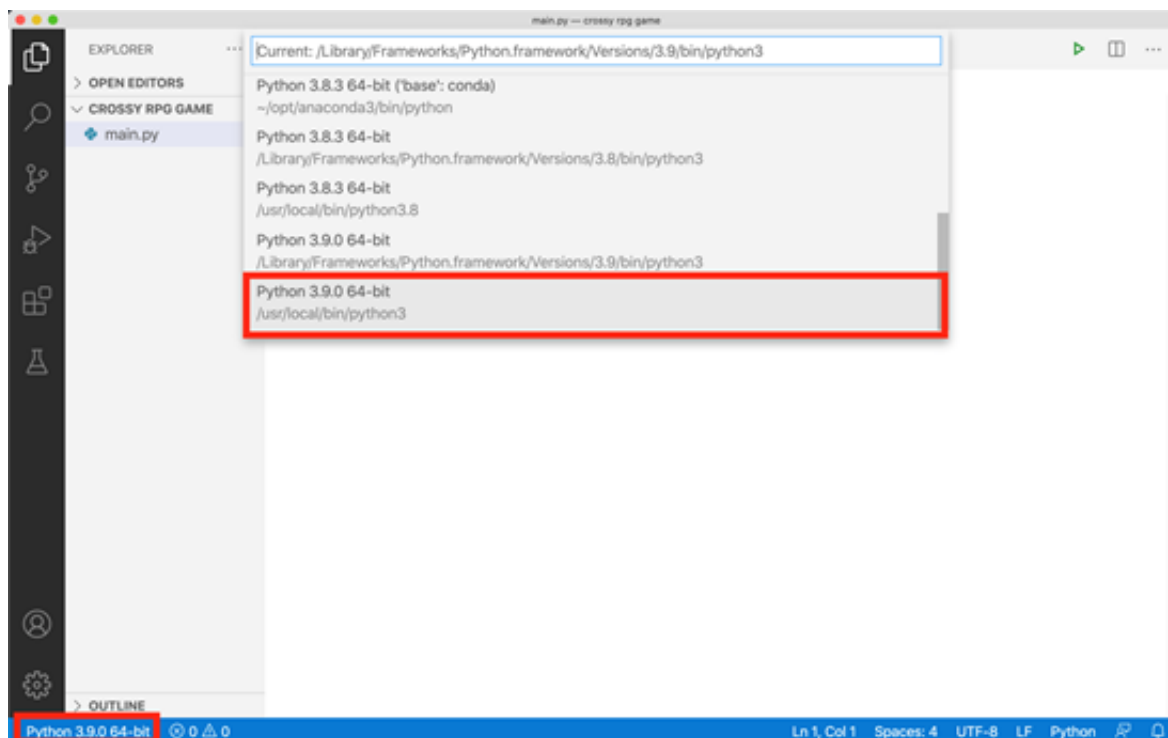 main.py — crossy rpg game
EXPLORER ...
Current: /Library/Frameworks/Python.framework/Versions/3.9/bin/python3
> OPEN EDITORS
CROSSY RPG GAME
main.py
Python 3.8.3 64-bit ('base': conda)
~/opt/anaconda3/bin/python
Python 3.8.3 64-bit
/Library/Frameworks/Python.framework/Versions/3.8/bin/python3
Python 3.8.3 64-bit
/usr/local/bin/python3.8
Python 3.9.0 64-bit
/Library/Frameworks/Python.framework/Versions/3.9/bin/python3
Python 3.9.0 64-bit
/usr/local/bin/python3
> OUTLINE
Python 3.9.0 64-bit 0 0 Ln 1, Col 1 Spaces: 4 UTF-8 LF Python